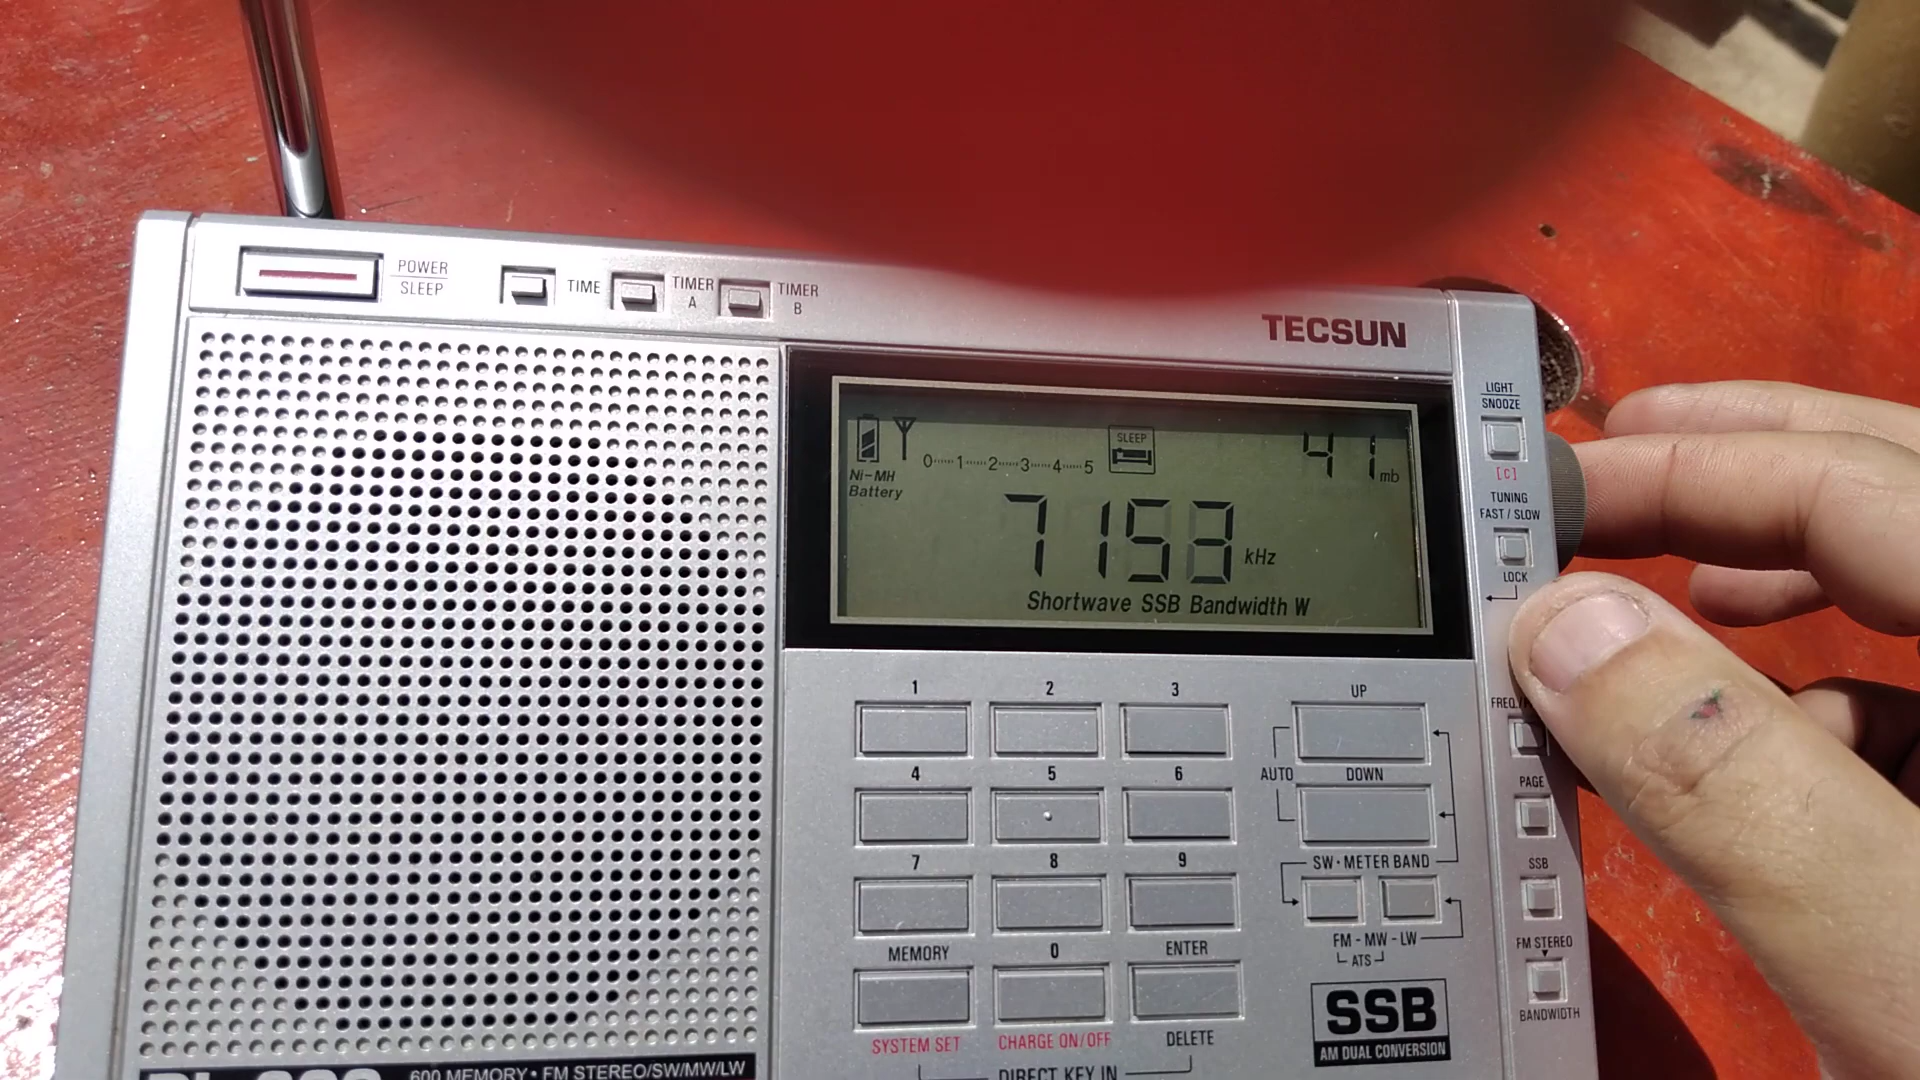 POWER
SLEEP
TIME
TIMER
A
TIMER
B
TECSUN
LIGHT
SNOOZE
[C]
TUNING
FAST / SLOW
LOCK
SLEEP
41 mb
0 1 2 3 4 5
Ni-MH
Battery
kHz
Shortwave SSB Bandwidth W
1 2 3
UP
4 5 6
AUTO
DOWN
PAGE
7 8 9
SW · METER BAND
SSB
FM - MW - LW
ATS
FM STEREO
BANDWIDTH
MEMORY 0 ENTER
SSB
AM DUAL CONVERSION
SYSTEM SET CHARGE ON/OFF DELETE
600 MEMORY • FM STEREO/SW/MW/LW
DIRECT KEY IN